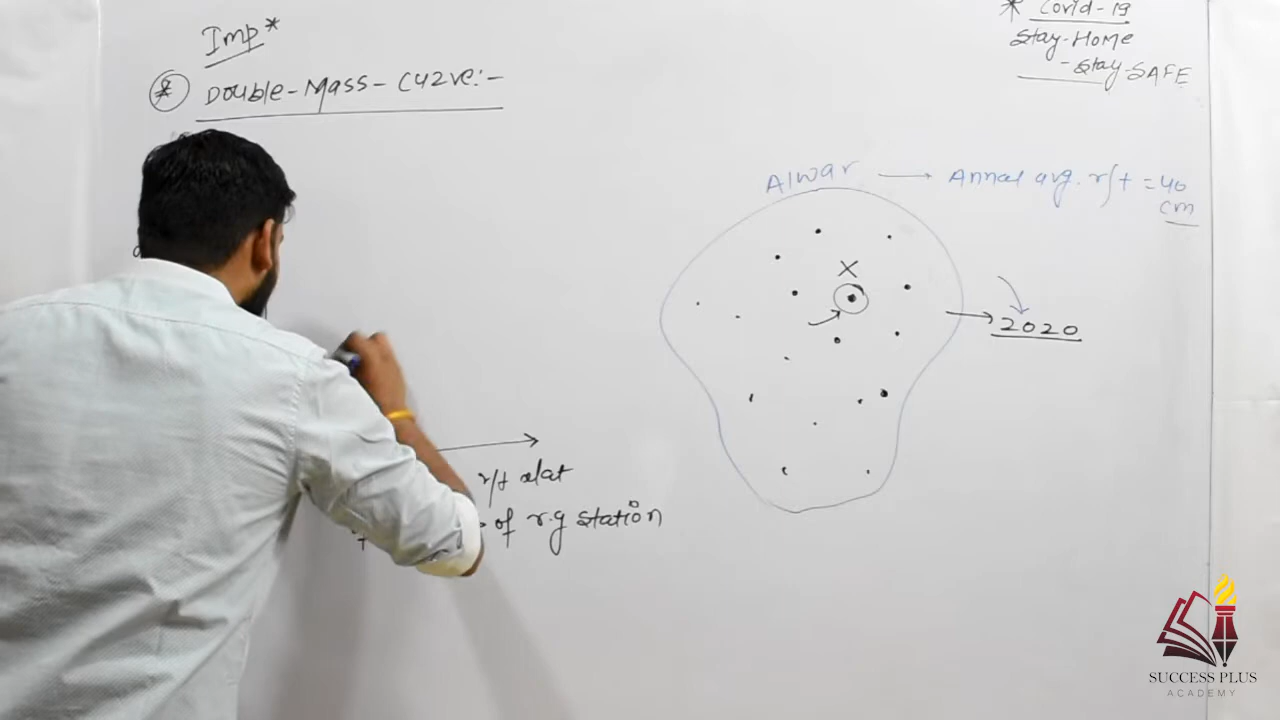 Imp*
Double-Mass-Curve:-
* Covid-19
Stay-Home
-Stay-SAFE
Alwar → Annal avg. r/f = 40
cm
X
→ 2020
of r.g station
SUCCESS PLUS
ACADEMY